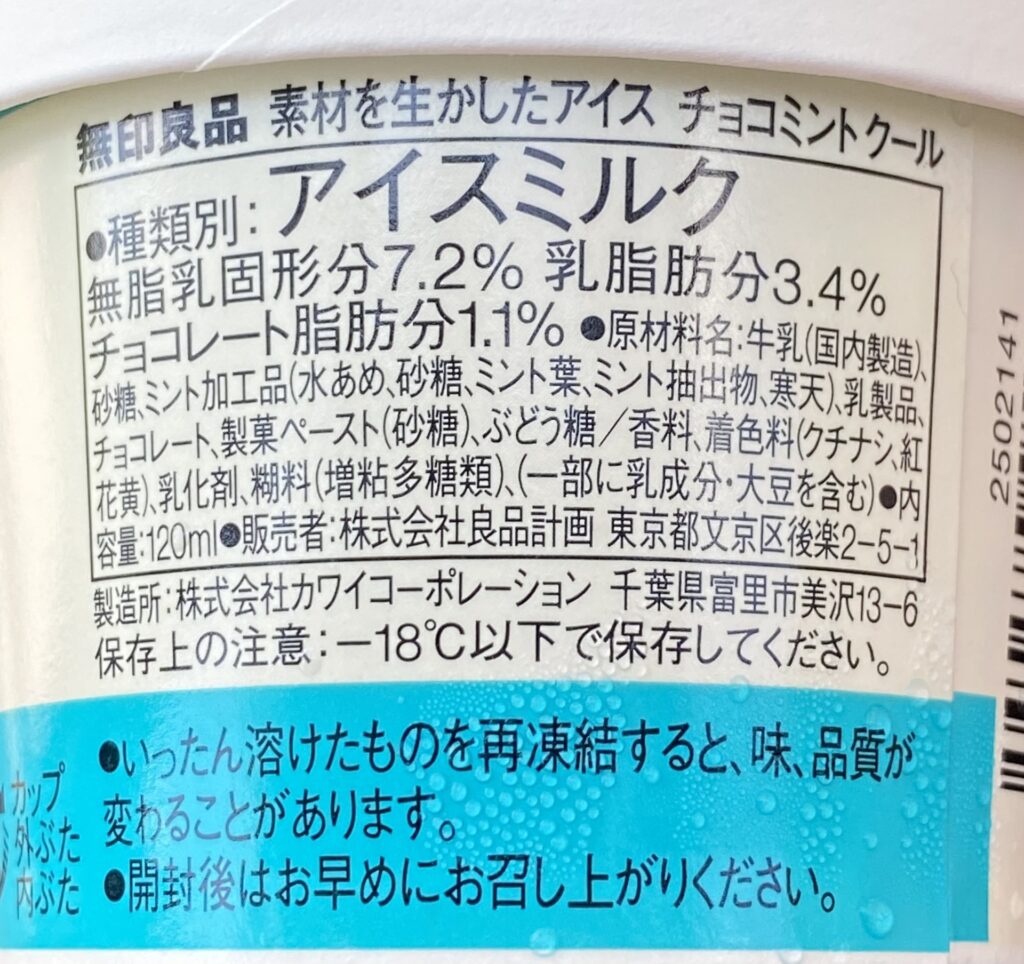 無印良品 素材を生かしたアイス チョコミントクール
●種類別：アイスミルク
無脂乳固形分7.2% 乳脂肪分3.4%
チョコレート脂肪分1.1% ●原材料名：牛乳(国内製造)、
砂糖、ミント加工品(水あめ、砂糖、ミント葉、ミント抽出物、寒天)、乳製品、
チョコレート、製菓ペースト(砂糖)、ぶどう糖／香料、着色料(クチナシ、紅
花黄)、乳化剤、糊料(増粘多糖類)、(一部に乳成分・大豆を含む)●内
容量：120ml●販売者：株式会社良品計画 東京都文京区後楽2−5−1
製造所：株式会社カワイコーポレーション 千葉県富里市美沢13−6
保存上の注意：−18℃以下で保存してください。
●いったん溶けたものを再凍結すると、味、品質が
変わることがあります。
●開封後はお早めにお召し上がりください。
カップ
外ぶた
内ぶた
2502141